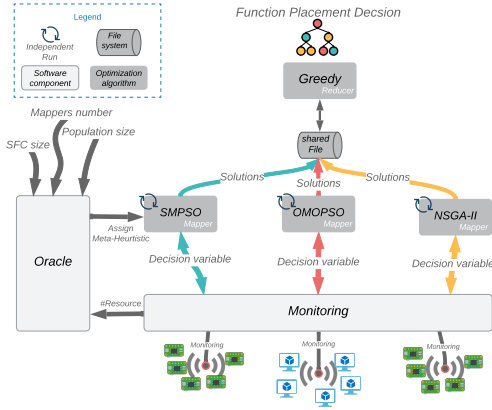 Function Placement Decsion
Legend
Independent
Run
File
system
Software
component
Optimization
algorithm
Greedy
Reducer
Mappers number
Population size
SFC size
shared
File
Solutions
Solutions
Solutions
SMPSO
Mapper
OMOPSO
Mapper
NSGA-II
Mapper
Assign
Meta-Heurtistic
Oracle
Decision variable
Decision variable
Decision variable
#Resource
Monitoring
Monitoring
Monitoring
Monitoring